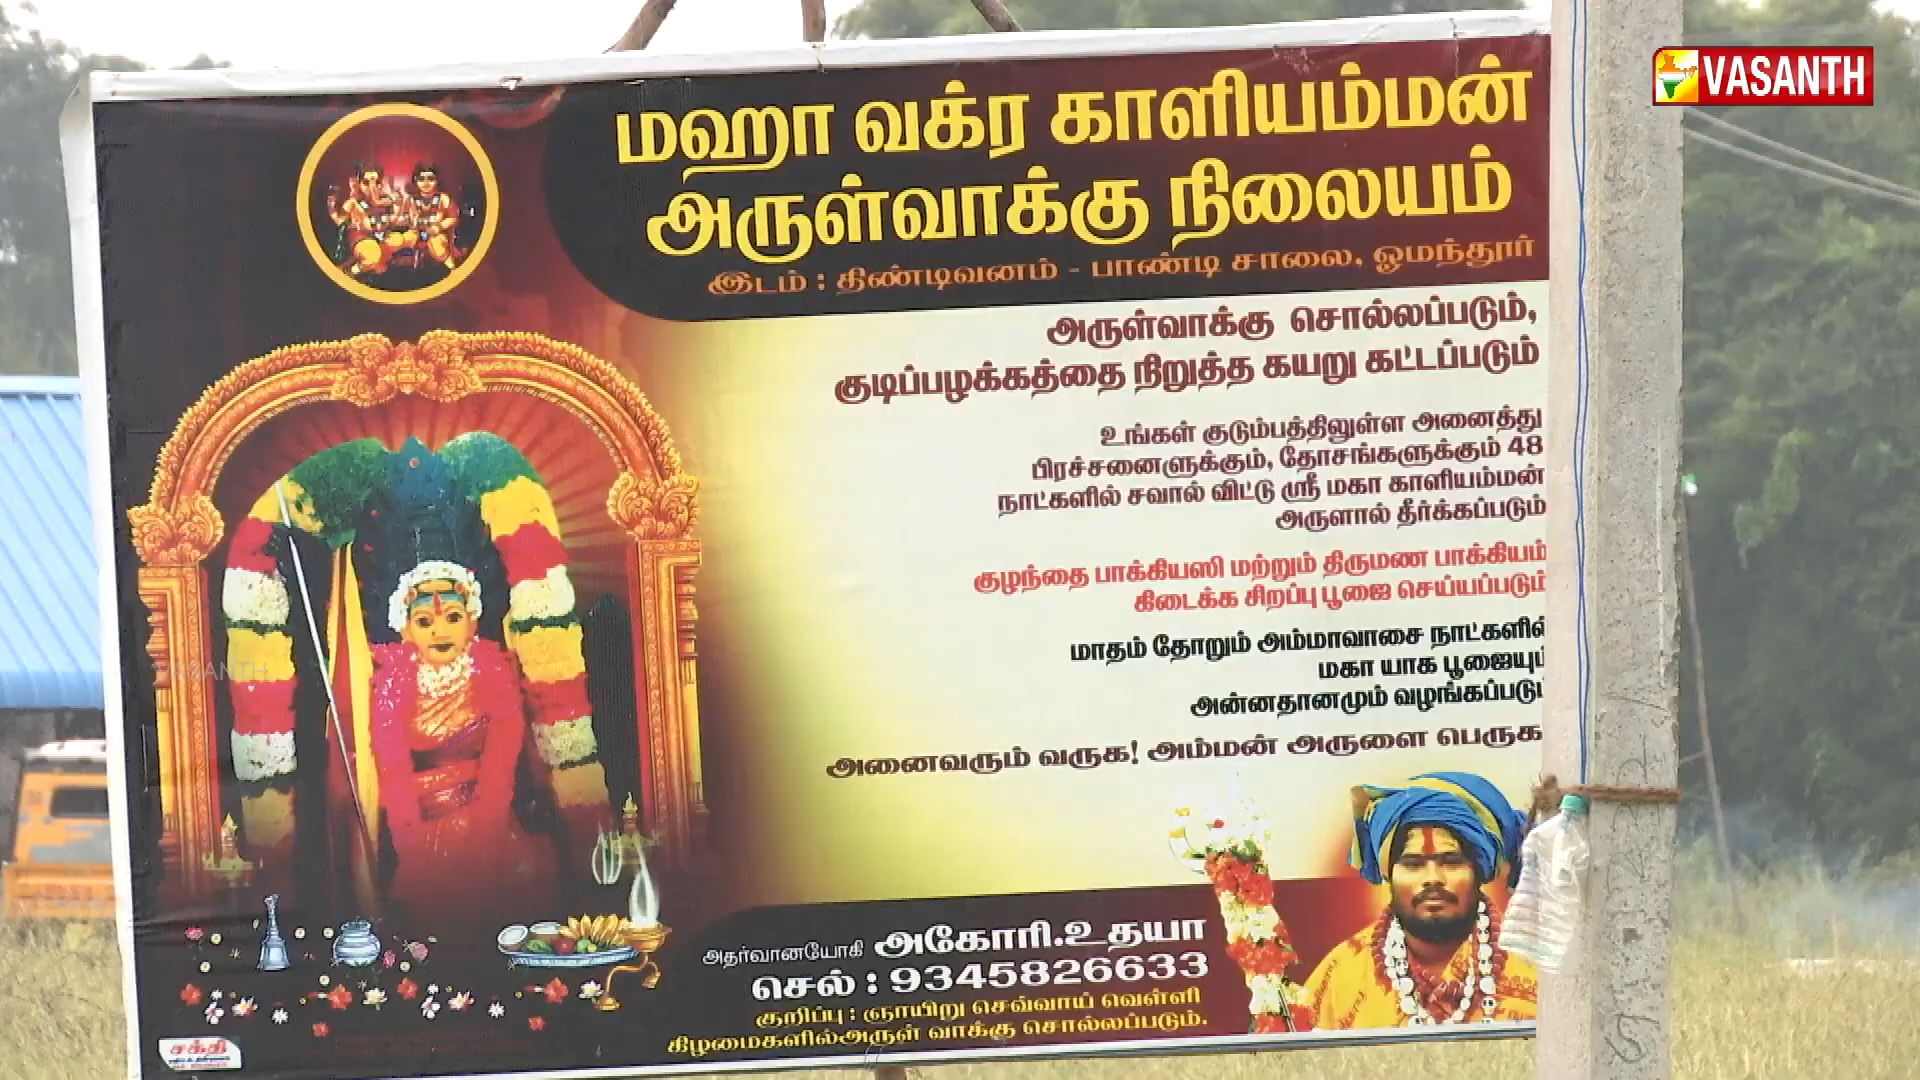 VASANTH
மஹா வக்ர காளியம்மன்
அருள்வாக்கு நிலையம்
இடம் : திண்டிவனம் - பாண்டி சாலை, ஓமந்தூர்
அருள்வாக்கு சொல்லப்படும்,
குடிப்பழக்கத்தை நிறுத்த கயறு கட்டப்படும்
உங்கள் குடும்பத்திலுள்ள அனைத்து
பிரச்சனைளுக்கும், தோசங்களுக்கும் 48
நாட்களில் சவால் விட்டு ஸ்ரீ மகா காளியம்மன்
அருளால் தீர்க்கப்படும்
குழந்தை பாக்கியஸி மற்றும் திருமண பாக்கியம்
கிடைக்க சிறப்பு பூஜை செய்யப்படும்
மாதம் தோறும் அம்மாவாசை நாட்களில்
மகா யாக பூஜையும்
அன்னதானமும் வழங்கப்படும்
அனைவரும் வருக! அம்மன் அருளை பெருக
அதர்வானயோகி அகோரி.உதயா
செல் : 9345826633
குறிப்பு : ஞாயிறு செவ்வாய் வெள்ளி
கிழமைகளில்அருள் வாக்கு சொல்லப்படும்.
சக்தி
VASANTH